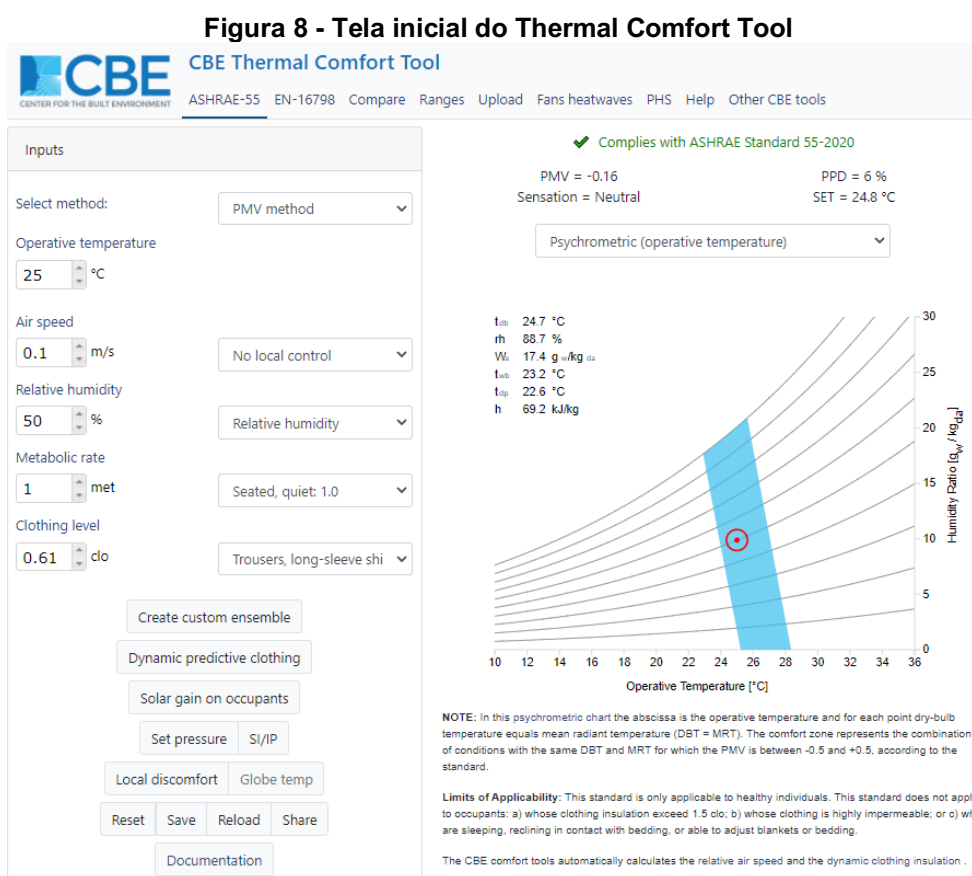 Figura 8 - Tela inicial do Thermal Comfort Tool
CBE
CENTER FOR THE BUILT ENVIRONMENT
CBE Thermal Comfort Tool
ASHRAE-55 EN-16798 Compare Ranges Upload Fans heatwaves PHS Help Other CBE tools
Inputs
Select method:
PMV method
Operative temperature
25 °C
Air speed
0.1 m/s
No local control
Relative humidity
50 %
Relative humidity
Metabolic rate
1 met
Seated, quiet: 1.0
Clothing level
0.61 clo
Trousers, long-sleeve shi
Create custom ensemble
Dynamic predictive clothing
Solar gain on occupants
Set pressure SI/IP
Local discomfort Globe temp
Reset Save Reload Share
Documentation
Complies with ASHRAE Standard 55-2020
PMV = -0.16 PPD = 6 %
Sensation = Neutral SET = 24.8 °C
Psychrometric (operative temperature)
tdb 24.7 °C
rh 88.7 %
Wa 17.4 g w/kg da
twb 23.2 °C
tdp 22.6 °C
h 69.2 kJ/kg
30
25
20
15
10
5
0
Humidity Ratio [gw / kgda]
10 12 14 16 18 20 22 24 26 28 30 32 34 36
Operative Temperature [°C]
NOTE: In this psychrometric chart the abscissa is the operative temperature and for each point dry-bulb
temperature equals mean radiant temperature (DBT = MRT). The comfort zone represents the combination
of conditions with the same DBT and MRT for which the PMV is between -0.5 and +0.5, according to the
standard.
Limits of Applicability: This standard is only applicable to healthy individuals. This standard does not appl
to occupants: a) whose clothing insulation exceed 1.5 clo; b) whose clothing is highly impermeable; or c) wh
are sleeping, reclining in contact with bedding, or able to adjust blankets or bedding.
The CBE comfort tools automatically calculates the relative air speed and the dynamic clothing insulation .